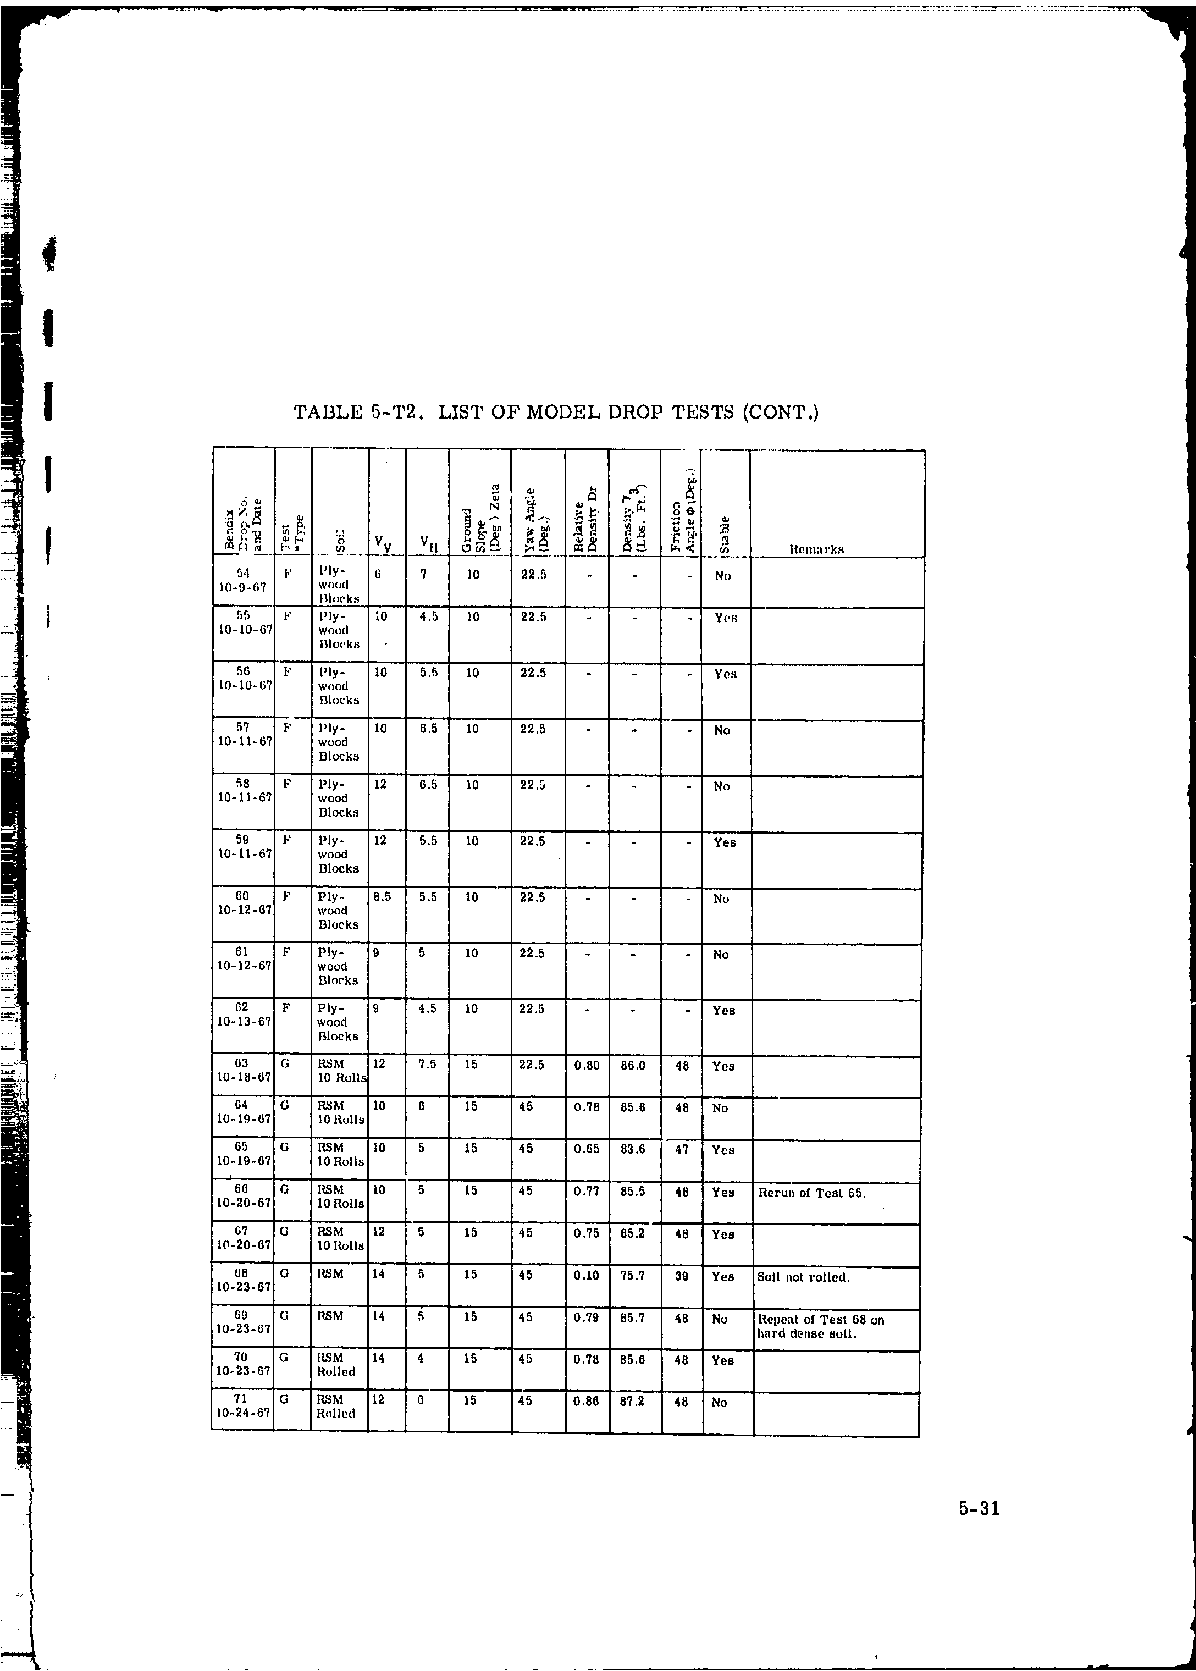 TABLE 5-T2. LIST OF MODEL DROP TESTS (CONT.)
Bendix Drop No. and Date | Test *Type | Soil | VV | VH | Ground Slope (Deg.) Zeta | Yaw Angle (Deg.) | Relative Density Dr | Density (Lbs. Ft.3) | Friction Angle Φ (Deg.) | Stable | Remarks
54 10-9-67 | F | Ply-wood Blocks | 6 | 7 | 10 | 22.5 | - | - | - | No
55 10-10-67 | F | Ply-wood Blocks | 10 | 4.5 | 10 | 22.5 | - | - | - | Yes
56 10-10-67 | F | Ply-wood Blocks | 10 | 5.5 | 10 | 22.5 | - | - | - | Yes
57 10-11-67 | F | Ply-wood Blocks | 10 | 6.5 | 10 | 22.5 | - | - | - | No
58 10-11-67 | F | Ply-wood Blocks | 12 | 6.5 | 10 | 22.5 | - | - | - | No
59 10-11-67 | F | Ply-wood Blocks | 12 | 5.5 | 10 | 22.5 | - | - | - | Yes
60 10-12-67 | F | Ply-wood Blocks | 8.5 | 5.5 | 10 | 22.5 | - | - | - | No
61 10-12-67 | F | Ply-wood Blocks | 9 | 5 | 10 | 22.5 | - | - | - | No
62 10-13-67 | F | Ply-wood Blocks | 9 | 4.5 | 10 | 22.5 | - | - | - | Yes
63 10-18-67 | G | RSM 10 Rolls | 12 | 7.5 | 15 | 22.5 | 0.80 | 86.0 | 48 | Yes
64 10-19-67 | G | RSM 10 Rolls | 10 | 6 | 15 | 45 | 0.78 | 85.6 | 48 | No
65 10-19-67 | G | RSM 10 Rolls | 10 | 5 | 15 | 45 | 0.65 | 83.6 | 47 | Yes
66 10-20-67 | G | RSM 10 Rolls | 10 | 5 | 15 | 45 | 0.77 | 85.5 | 48 | Yes | Rerun of Test 65.
67 10-20-67 | G | RSM 10 Rolls | 12 | 5 | 15 | 45 | 0.75 | 85.2 | 48 | Yes
68 10-23-67 | G | RSM | 14 | 5 | 15 | 45 | 0.10 | 75.7 | 39 | Yes | Soil not rolled.
69 10-23-67 | G | RSM | 14 | 5 | 15 | 45 | 0.79 | 85.7 | 48 | No | Repeat of Test 68 on hard dense soil.
70 10-23-67 | G | RSM Rolled | 14 | 4 | 15 | 45 | 0.78 | 85.6 | 48 | Yes
71 10-24-67 | G | RSM Rolled | 12 | 6 | 15 | 45 | 0.86 | 87.2 | 48 | No
5-31